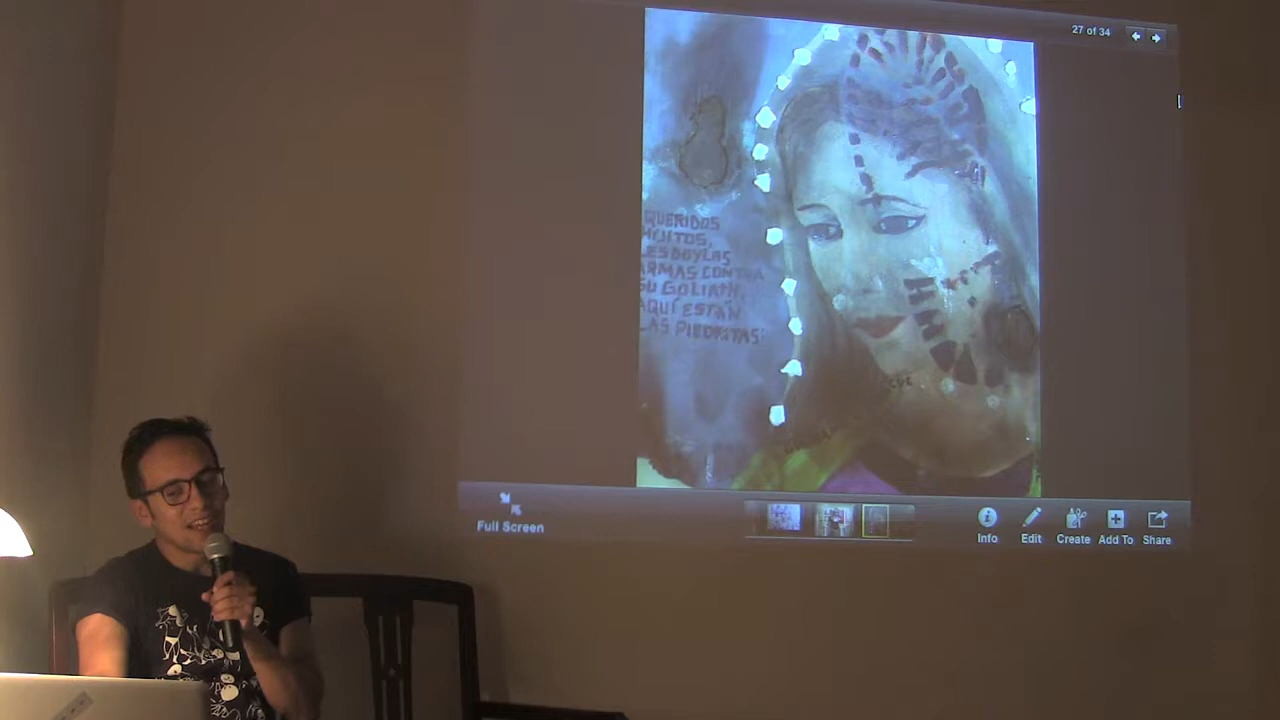 27 of 34
QUERIDOS
HIJITOS,
LES DOY LAS
ARMAS CONTRA
SU GOLIATH,
AQUÍ ESTÁN
LAS PIEDRITAS:
Full Screen
Info
Edit
Create
Add To
Share